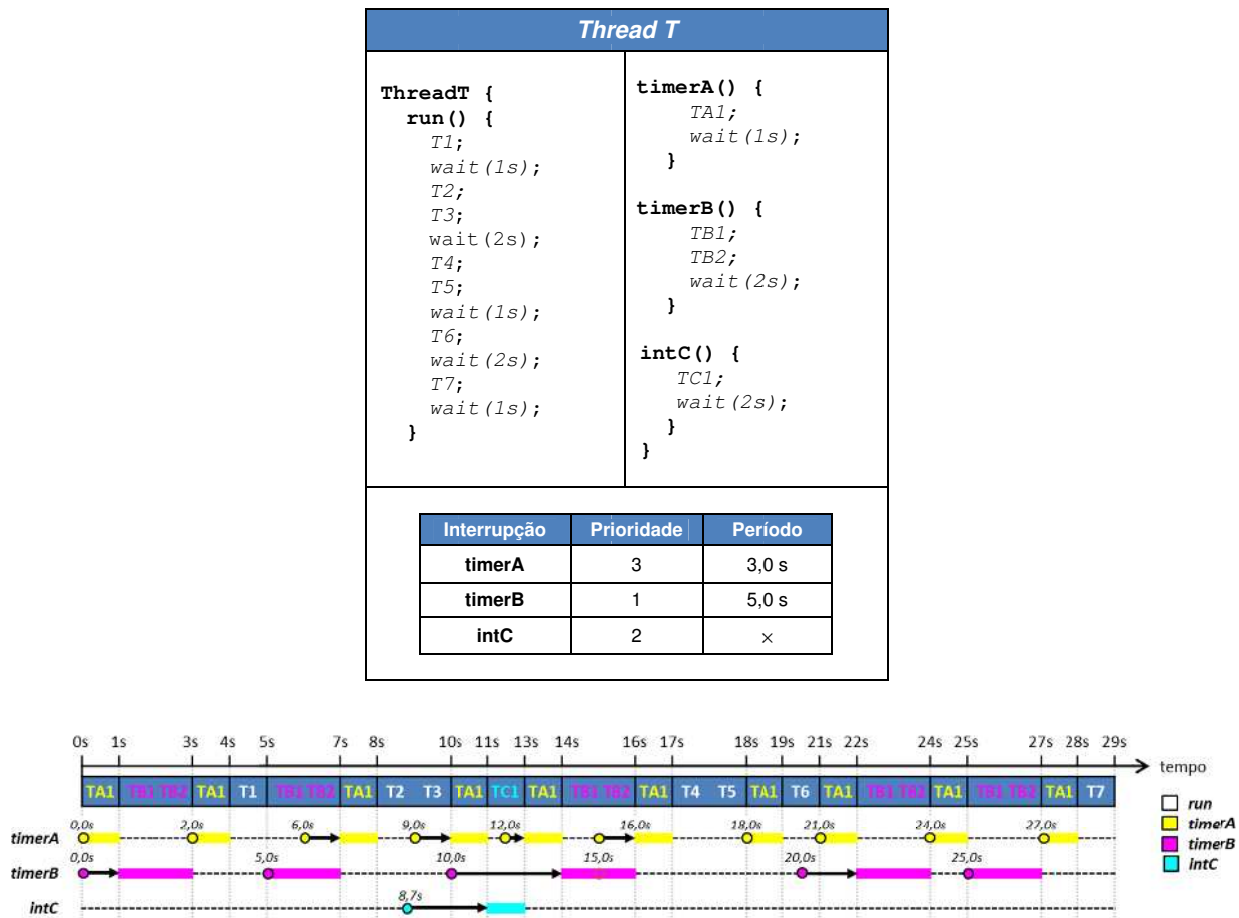 Thread T
ThreadT {
run() {
T1;
wait(1s);
T2;
T3;
wait(2s);
T4;
T5;
wait(1s);
T6;
wait(2s);
T7;
wait(1s);
}
timerA() {
TA1;
wait(1s);
}
timerB() {
TB1;
TB2;
wait(2s);
}
intC() {
TC1;
wait(2s);
}
}
Interrupção Prioridade Período
timerA 3 3,0 s
timerB 1 5,0 s
intC 2 ×
0s 1s 3s 4s 5s 7s 8s 10s 11s 13s 14s 16s 17s 18s 19s 21s 22s 24s 25s 27s 28s 29s
tempo
TA1 TB1 TB2 TA1 T1 TB1 TB2 TA1 T2 T3 TA1 TC1 TA1 TB1 TB2 TA1 T4 T5 TA1 T6 TA1 TB1 TB2 TA1 TB1 TB2 TA1 T7
timerA 0,0s 2,0s 6,0s 9,0s 12,0s 16,0s 18,0s 21,0s 24,0s 27,0s
timerB 0,0s 5,0s 10,0s 15,0s 20,0s 25,0s
intC 8,7s
run
timerA
timerB
intC